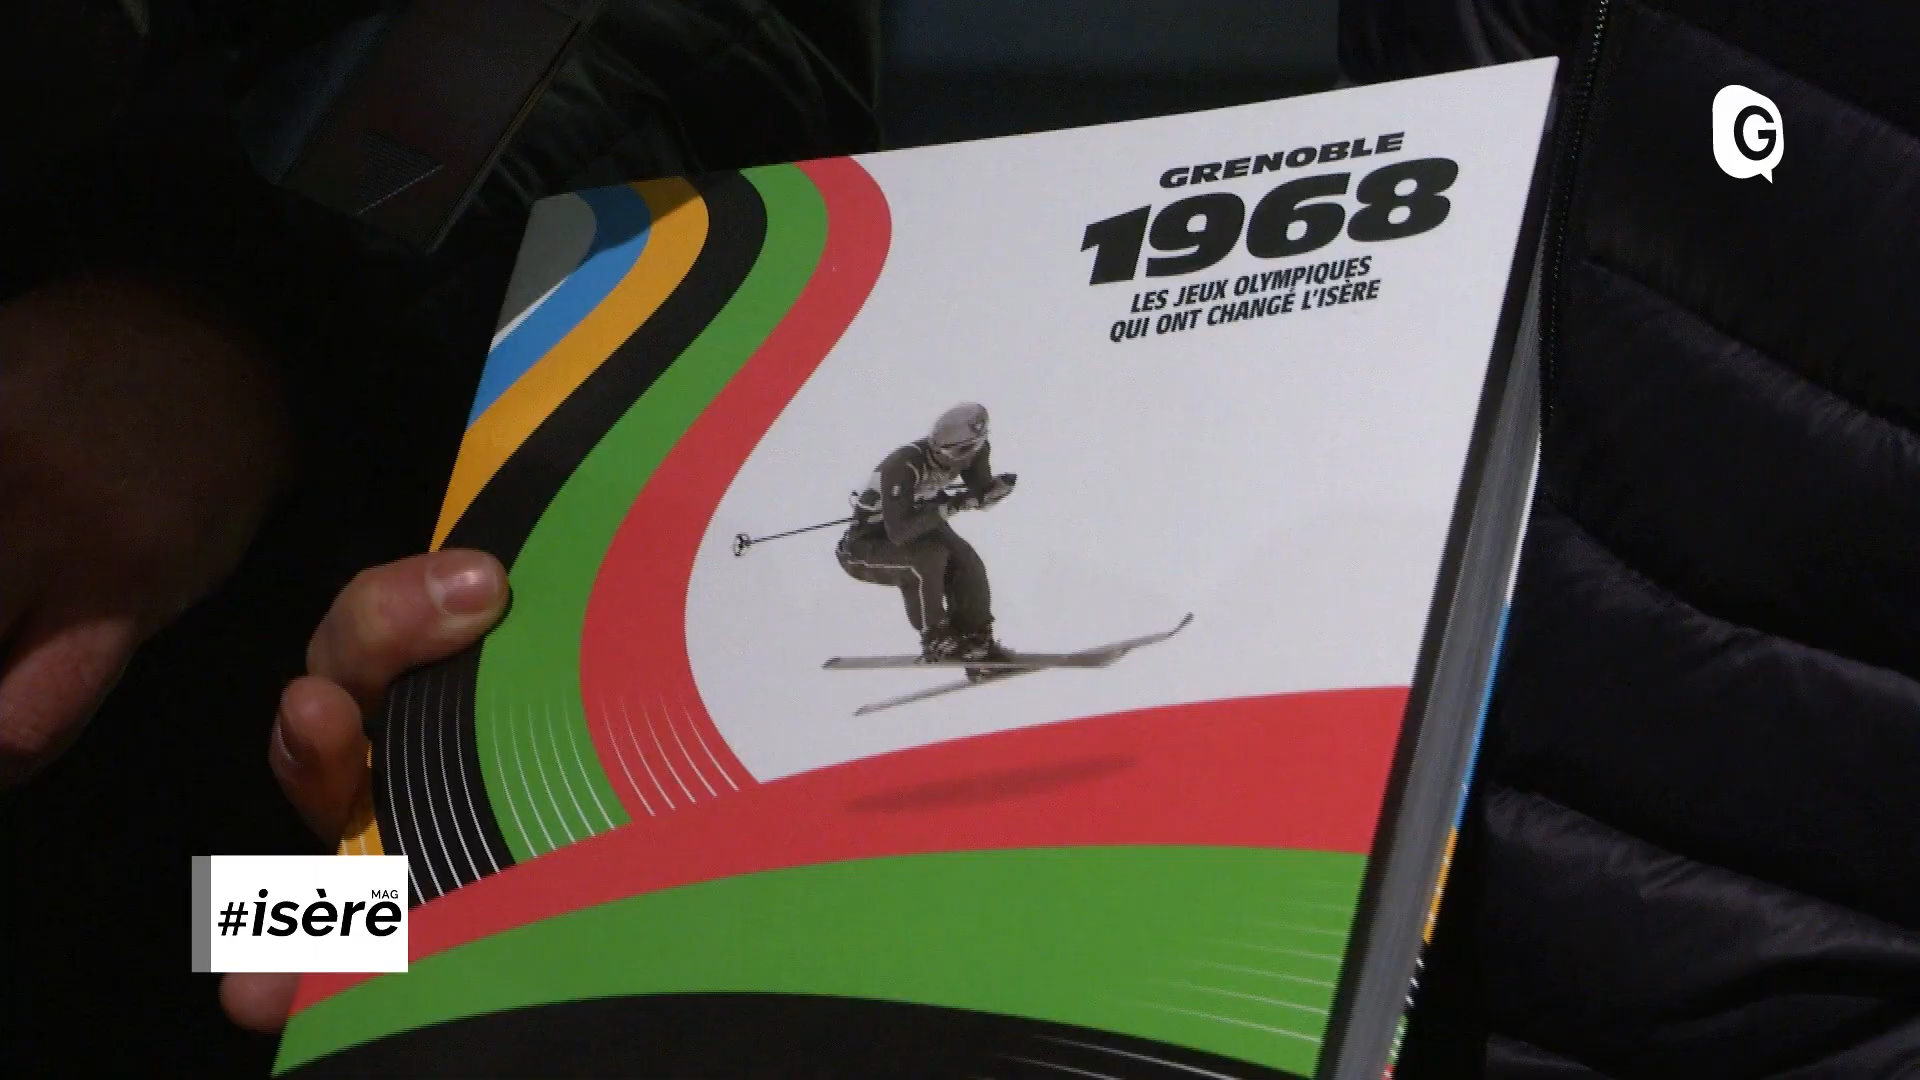 G
GRENOBLE
1968
LES JEUX OLYMPIQUES
QUI ONT CHANGÉ L'ISÈRE
#isère MAG